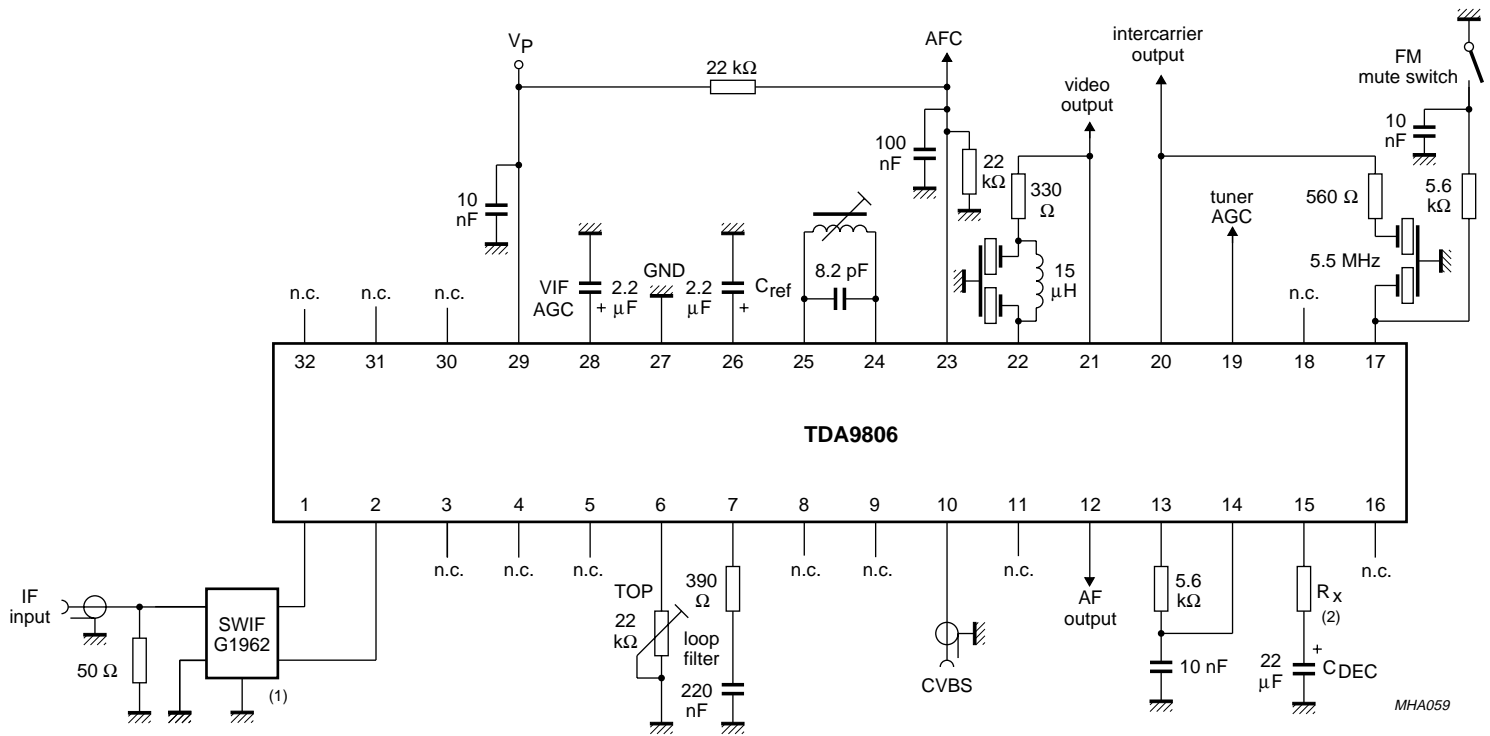 VP
22 kΩ
AFC
intercarrier
output
FM
mute switch
video
output
10
nF
100
nF
22
kΩ
330
Ω
tuner
AGC
560 Ω
5.6
kΩ
10
nF
VIF
AGC
2.2
μF
+
GND
2.2
μF
+
Cref
8.2 pF
15
μH
5.5 MHz
n.c.
n.c.
n.c.
n.c.
32
31
30
29
28
27
26
25
24
23
22
21
20
19
18
17
TDA9806
1
2
3
4
5
6
7
8
9
10
11
12
13
14
15
16
n.c.
n.c.
n.c.
n.c.
n.c.
n.c.
n.c.
IF
input
50 Ω
SWIF
G1962
(1)
TOP
22
kΩ
390
Ω
loop
filter
220
nF
CVBS
AF
output
5.6
kΩ
10 nF
Rx
(2)
22
μF
+
CDEC
MHA059